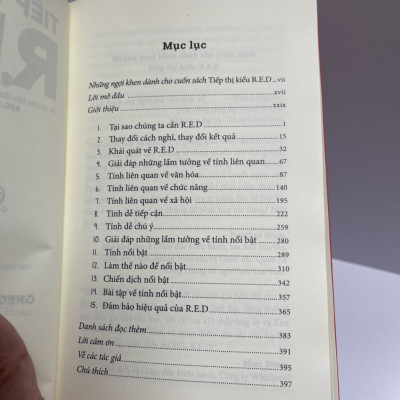 TIẾP
R.
GREG
Mục lục
Những ngợi khen dành cho cuốn sách Tiếp thị kiểu R.E.D vii
Lời mở đầu xvii
Giới thiệu xxix
1. Tại sao chúng ta cần R.E.D 1
2. Thay đổi cách nghĩ, thay đổi kết quả 15
3. Khái quát về R.E.D 32
4. Giải đáp những lầm tưởng về tính liên quan 67
5. Tính liên quan về văn hóa 87
6. Tính liên quan về chức năng 140
7. Tính liên quan về xã hội 195
8. Tính dễ tiếp cận 222
9. Tính dễ chú ý 259
10. Giải đáp những lầm tưởng về tính nổi bật 280
11. Tính nổi bật 289
12. Làm thế nào để nổi bật 310
13. Chiến dịch nổi bật 342
14. Bài tập về tính nổi bật 357
15. Đảm bảo hiệu quả của R.E.D 365
Danh sách đọc thêm 383
Lời cảm ơn 391
Về các tác giả 395
Chú thích 397